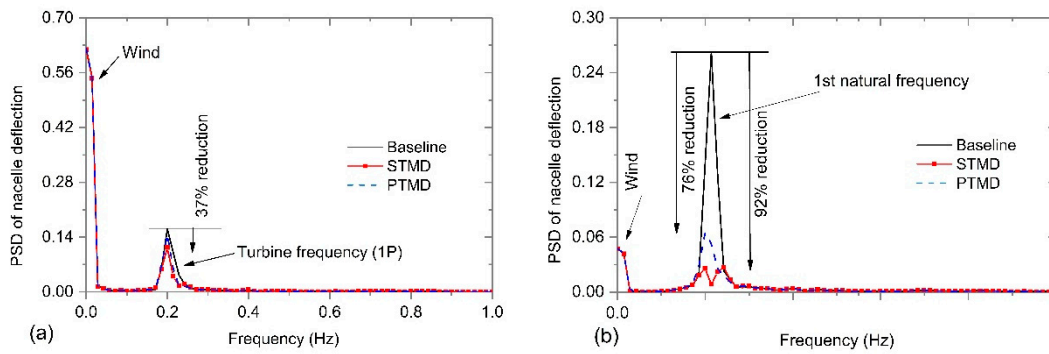 0.70
0.56
0.42
0.28
0.14
0.00
PSD of nacelle deflection
Wind
Baseline
STMD
PTMD
37% reduction
Turbine frequency (1P)
0.0 0.2 0.4 0.6 0.8 1.0
(a)
Frequency (Hz)
0.30
0.24
0.18
0.12
0.06
0.00
PSD of nacelle deflection
1st natural frequency
76% reduction
92% reduction
Wind
Baseline
STMD
PTMD
(b)
Frequency (Hz)